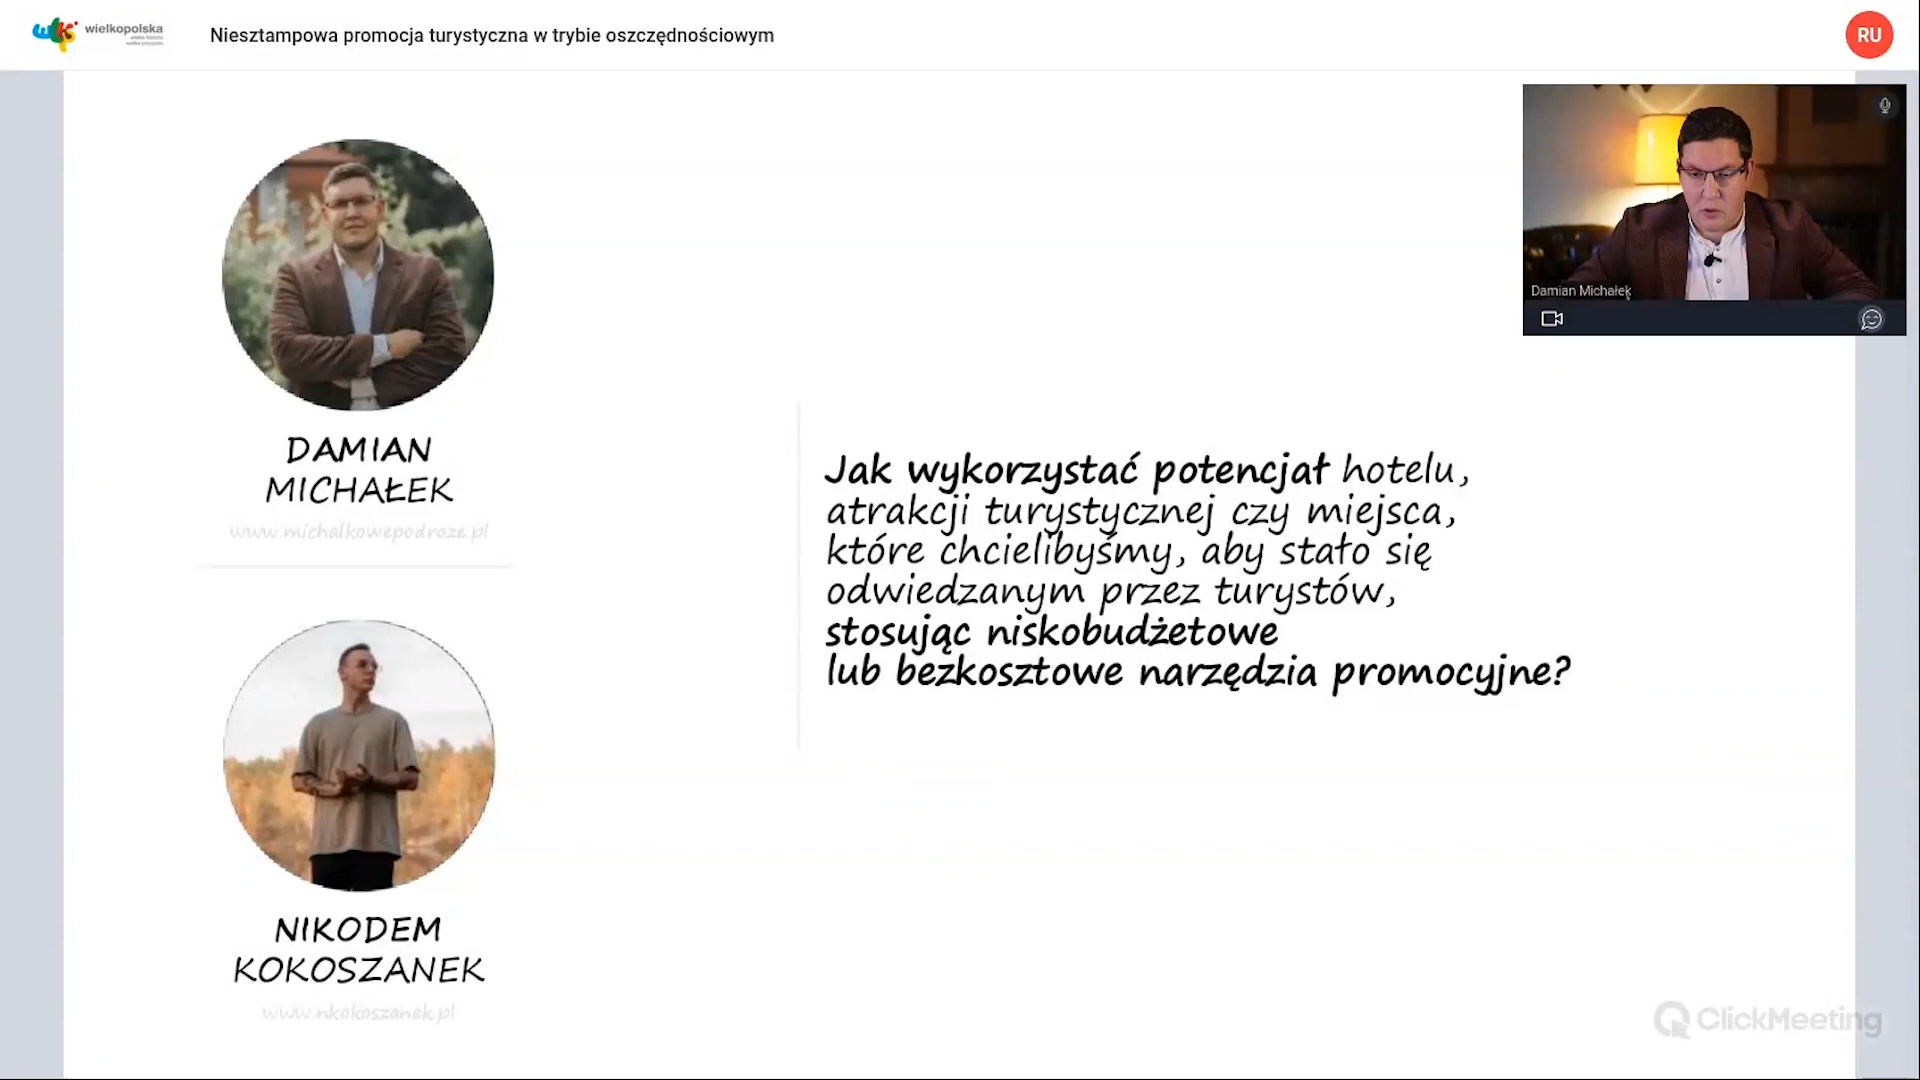 wielkopolska
Niesztampowa promocja turystyczna w trybie oszczędnościowym
RU
Damian Michałek
DAMIAN
MICHAŁEK
www.michalkowepodroze.pl
Jak wykorzystać potencjał hotelu,
atrakcji turystycznej czy miejsca,
które chcielibyśmy, aby stało się
odwiedzanym przez turystów,
stosując niskobudżetowe
lub bezkosztowe narzędzia promocyjne?
NIKODEM
KOKOSZANEK
www.nkokoszanek.pl
ClickMeeting